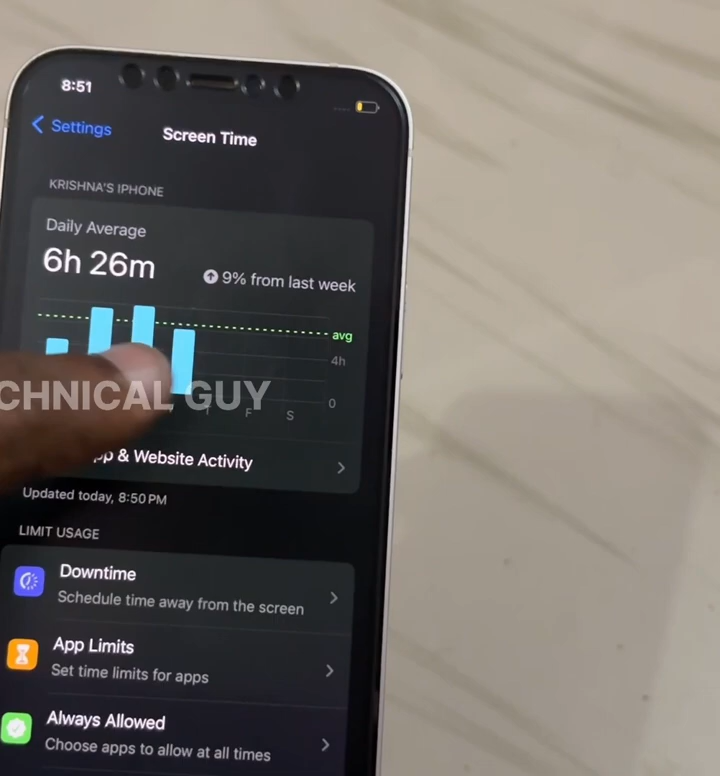 8:51
Settings
Screen Time
KRISHNA'S IPHONE
Daily Average
6h 26m
9% from last week
avg
4h
CHNICAL GUY
0
T F S
pp & Website Activity
Updated today, 8:50 PM
LIMIT USAGE
Downtime
Schedule time away from the screen
App Limits
Set time limits for apps
Always Allowed
Choose apps to allow at all times